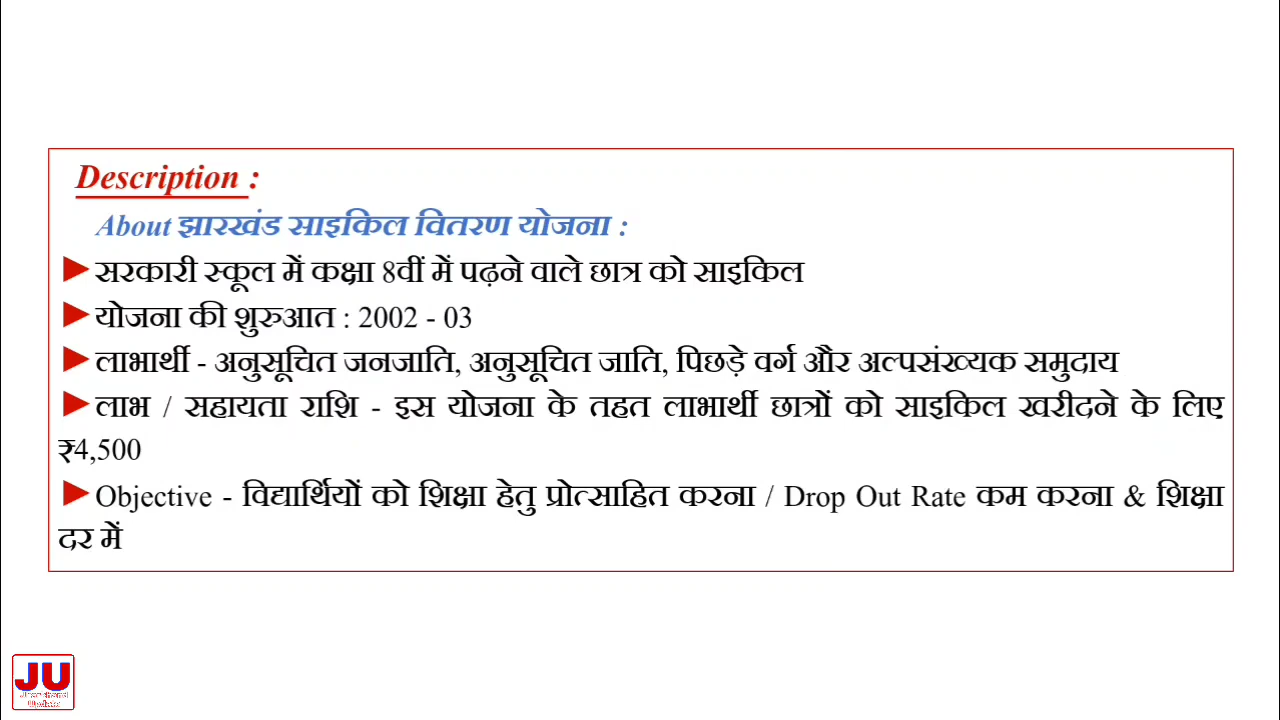 Description :
About झारखंड साइकिल वितरण योजना :
►सरकारी स्कूल में कक्षा 8वीं में पढ़ने वाले छात्र को साइकिल
►योजना की शुरुआत : 2002 - 03
►लाभार्थी - अनुसूचित जनजाति, अनुसूचित जाति, पिछड़े वर्ग और अल्पसंख्यक समुदाय
►लाभ / सहायता राशि - इस योजना के तहत लाभार्थी छात्रों को साइकिल खरीदने के लिए
₹4,500
►Objective - विद्यार्थियों को शिक्षा हेतु प्रोत्साहित करना / Drop Out Rate कम करना & शिक्षा
दर में
JU
Jharkhand
Update